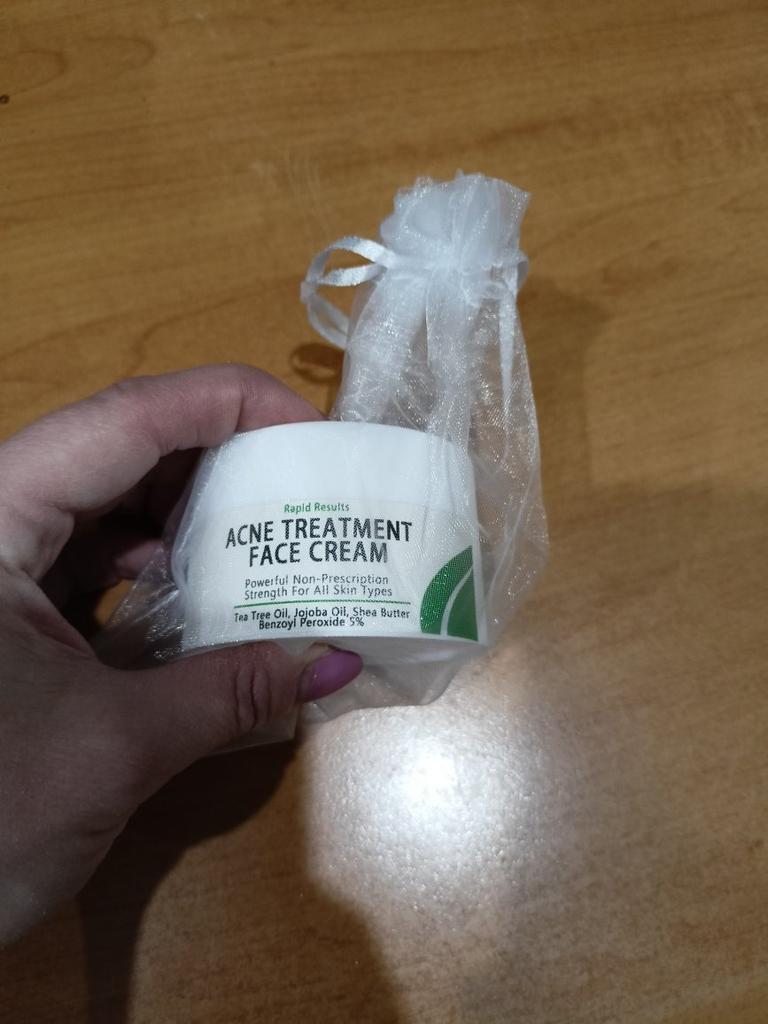 Rapid Results
ACNE TREATMENT
FACE CREAM
Powerful Non-Prescription
Strength For All Skin Types
Tea Tree Oil, Jojoba Oil, Shea Butter
Benzoyl Peroxide 5%